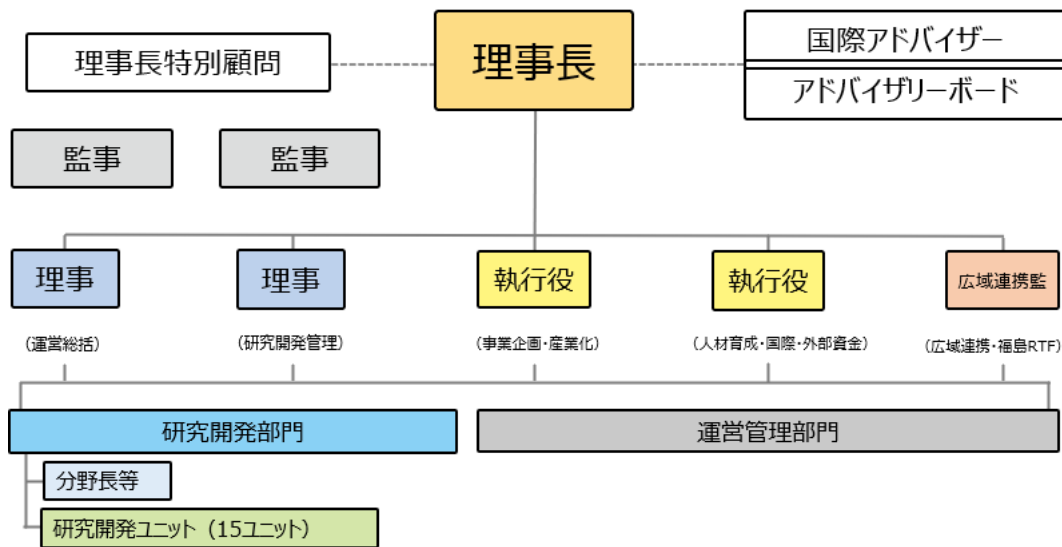 理事長
理事長特別顧問
国際アドバイザー
アドバイザリーボード
監事
監事
理事
理事
執行役
執行役
広域連携監
(運営総括)
(研究開発管理)
(事業企画・産業化)
(人材育成・国際・外部資金)
(広域連携・福島RTF)
研究開発部門
運営管理部門
分野長等
研究開発ユニット (15ユニット)